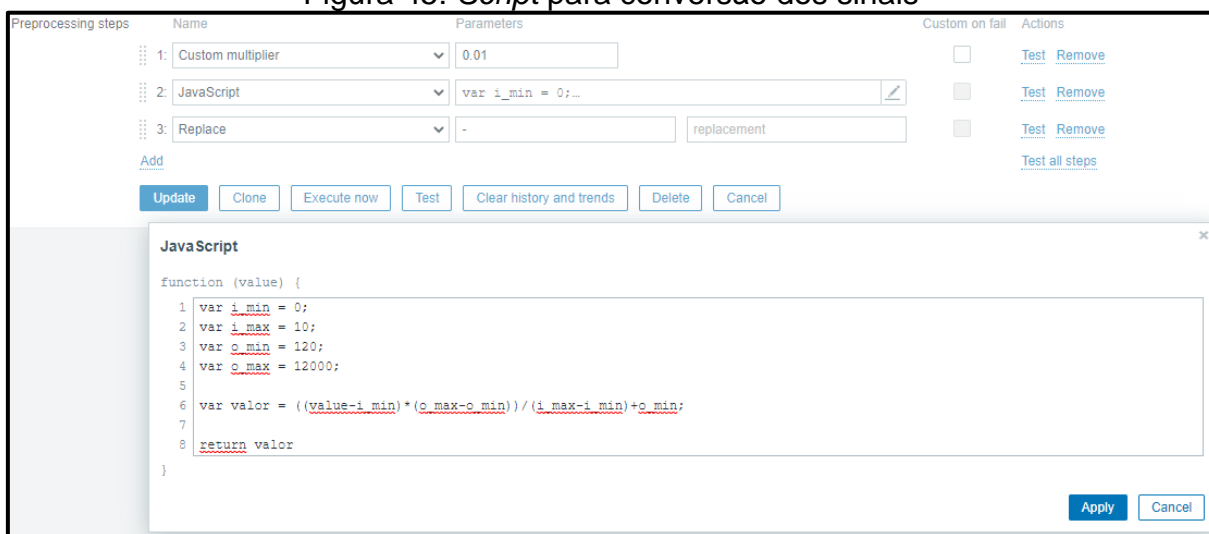 Figura 45: Script para conversão dos sinais
Preprocessing steps Name Parameters Custom on fail Actions
1: Custom multiplier 0.01 Test Remove
2: JavaScript var i_min = 0;… Test Remove
3: Replace - replacement Test Remove
Add Test all steps
Update Clone Execute now Test Clear history and trends Delete Cancel
JavaScript ×
function (value) {
1 var i_min = 0;
2 var i_max = 10;
3 var o_min = 120;
4 var o_max = 12000;
5
6 var valor = ((value-i_min)*(o_max-o_min))/(i_max-i_min)+o_min;
7
8 return valor
}
Apply Cancel